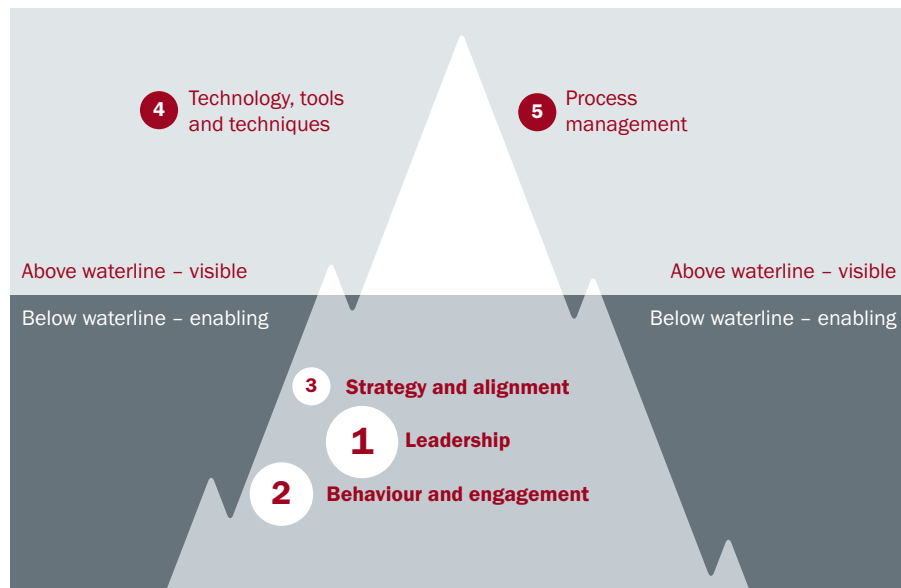 4 Technology, tools
and techniques
5 Process
management
Above waterline – visible
Above waterline – visible
Below waterline – enabling
Below waterline – enabling
3 Strategy and alignment
1 Leadership
2 Behaviour and engagement